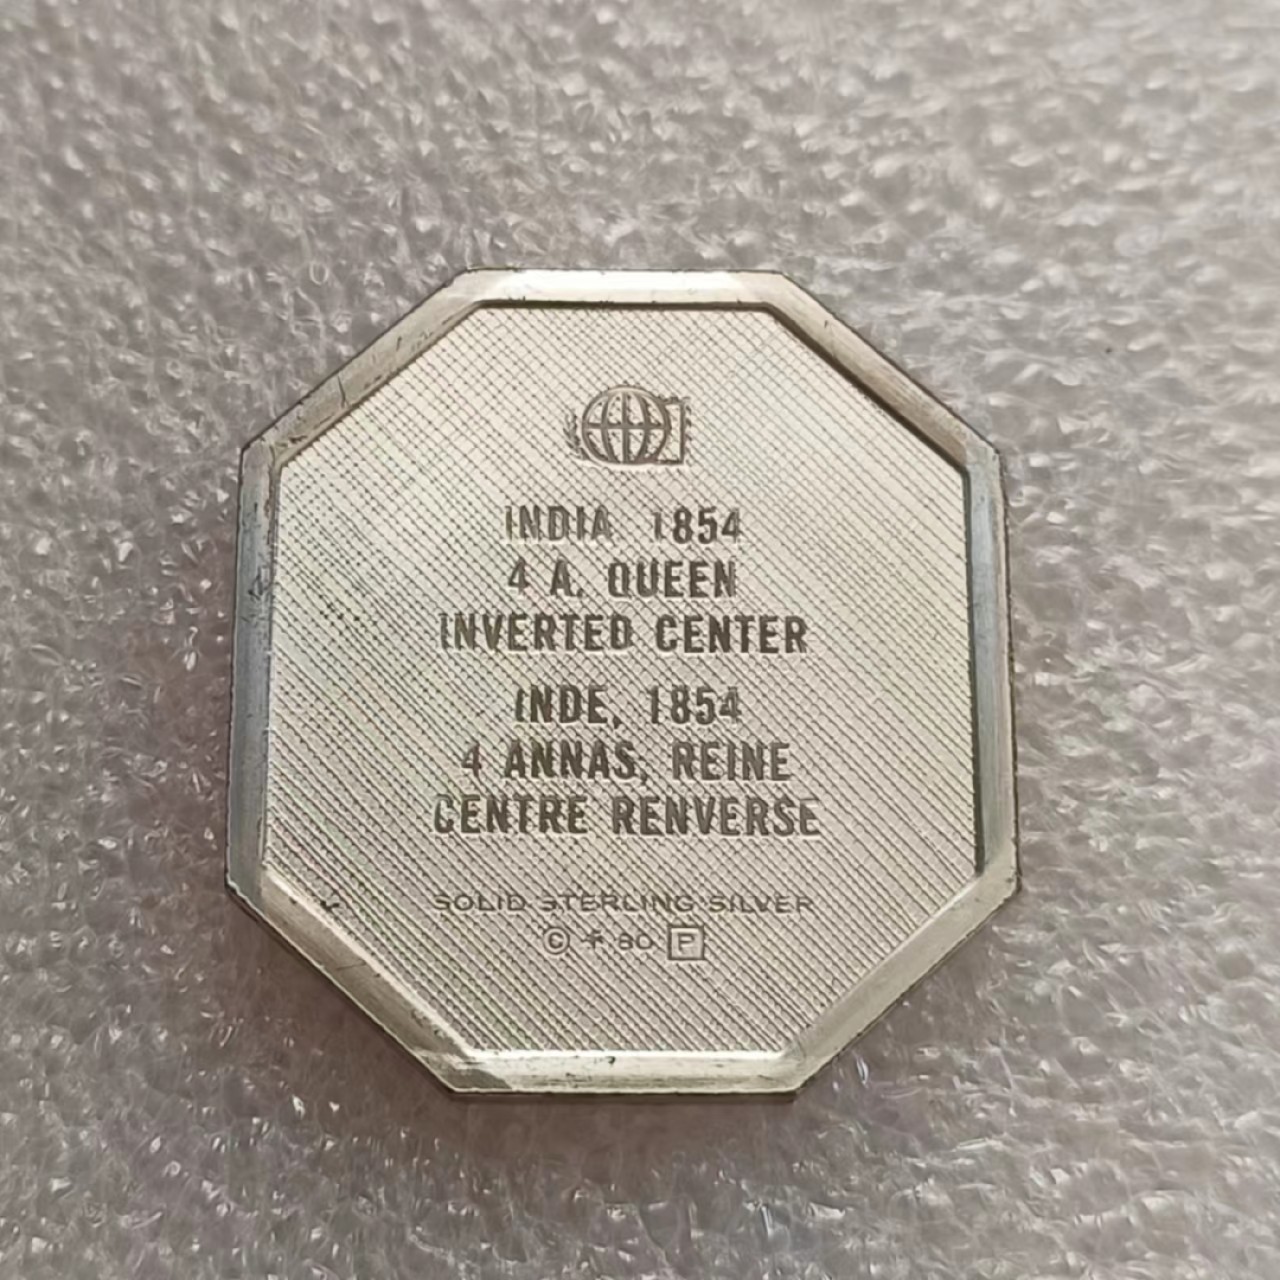 INDIA 1854
4 A. QUEEN
INVERTED CENTER
INDE, 1854
4 ANNAS, REINE
CENTRE RENVERSE
SOLID STERLING SILVER
© 80 P